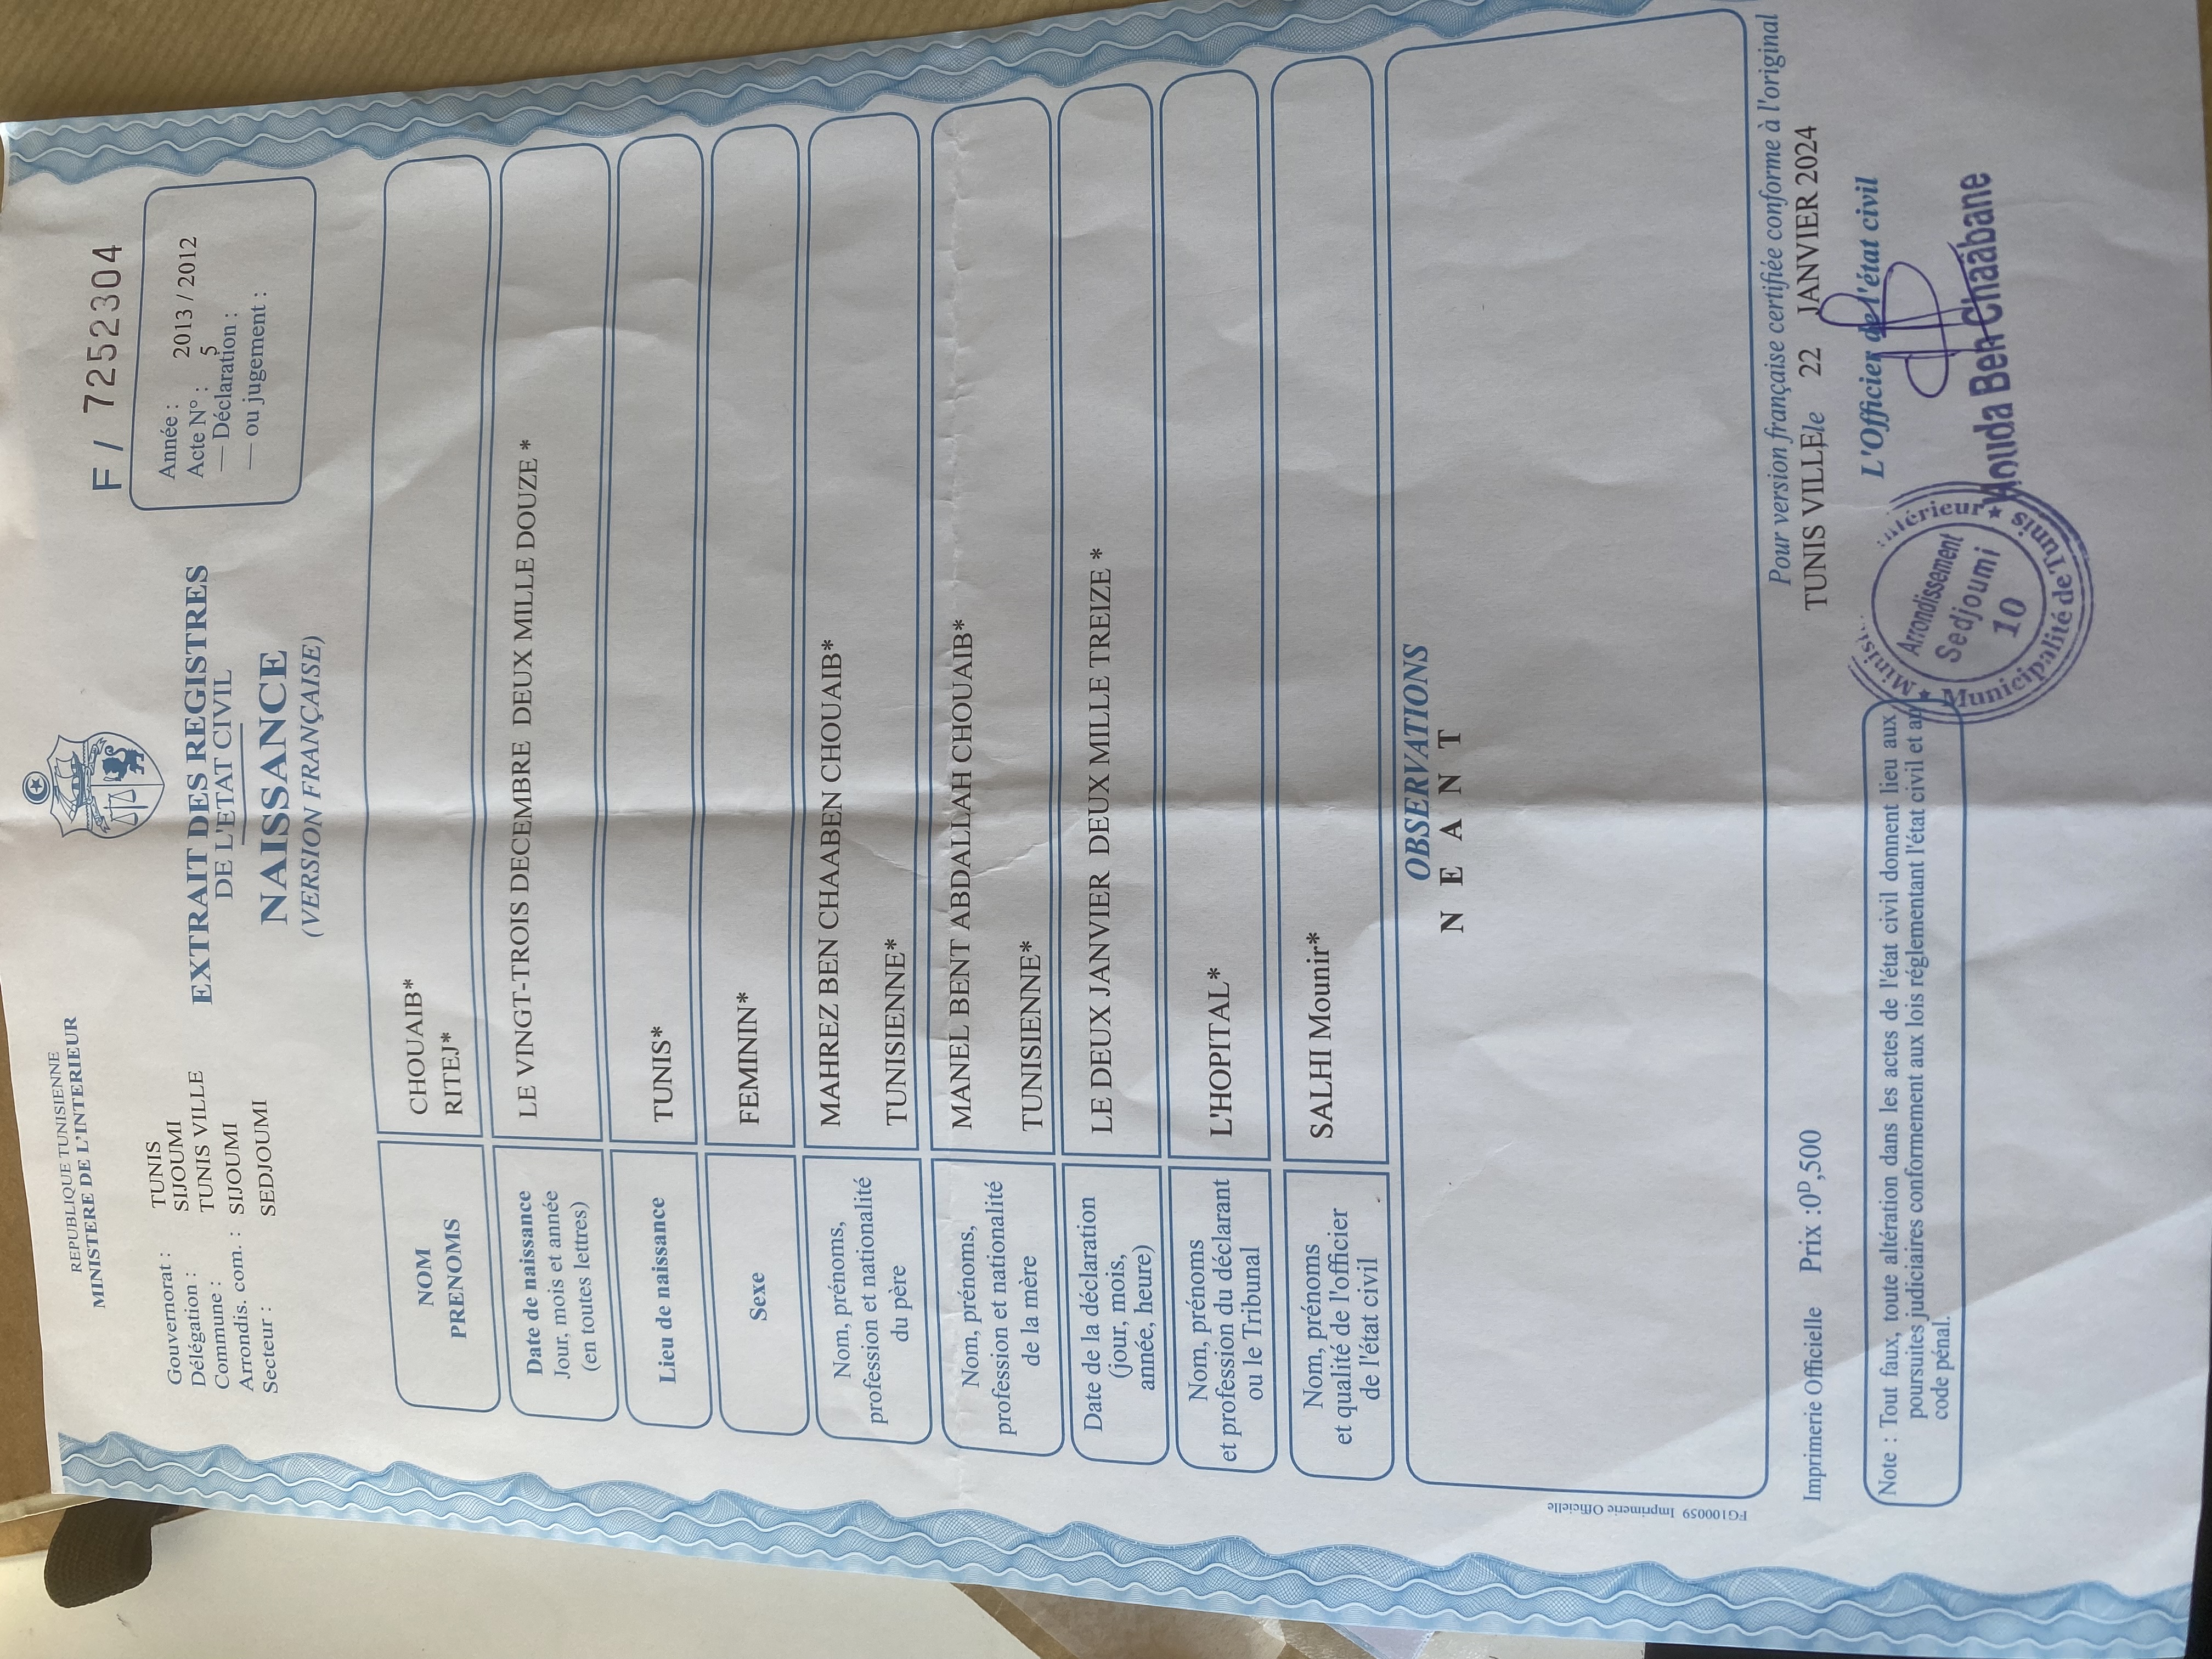 REPUBLIQUE TUNISIENNE
MINISTERE DE L'INTERIEUR
F / 7252304
Gouvernorat : TUNIS
Délégation : SIJOUMI
Commune : TUNIS VILLE
Arrondis. com. : SIJOUMI
Secteur : SEDJOUMI
EXTRAIT DES REGISTRES
DE L'ETAT CIVIL
NAISSANCE
(VERSION FRANÇAISE)
Année : 2013 / 2012
Acte N° : 5
— Déclaration :
— ou jugement :
NOM
PRENOMS
CHOUAIB*
RITEJ*
Date de naissance
Jour, mois et année
(en toutes lettres)
LE VINGT-TROIS DECEMBRE DEUX MILLE DOUZE *
Lieu de naissance
TUNIS*
Sexe
FEMININ*
Nom, prénoms,
profession et nationalité
du père
MAHREZ BEN CHAABEN CHOUAIB*
TUNISIENNE*
Nom, prénoms,
profession et nationalité
de la mère
MANEL BENT ABDALLAH CHOUAIB*
TUNISIENNE*
Date de la déclaration
(jour, mois,
année, heure)
LE DEUX JANVIER DEUX MILLE TREIZE *
Nom, prénoms
et profession du déclarant
ou le Tribunal
L'HOPITAL*
Nom, prénoms
et qualité de l'officier
de l'état civil
SALHI Mounir*
OBSERVATIONS
N E A N T
FG100059 Imprimerie Officielle
Pour version française certifiée conforme à l'original
TUNIS VILLE le 22 JANVIER 2024
Imprimerie Officielle Prix :0D,500
L'Officier de l'état civil
Houda Ben Chaabane
Arrondissement
Sedjoumi
10
Municipalité de Tunis
Note : Tout faux, toute altération dans les actes de l'état civil donnent lieu aux
poursuites judiciaires conformement aux lois réglementant l'état civil et au
code pénal.